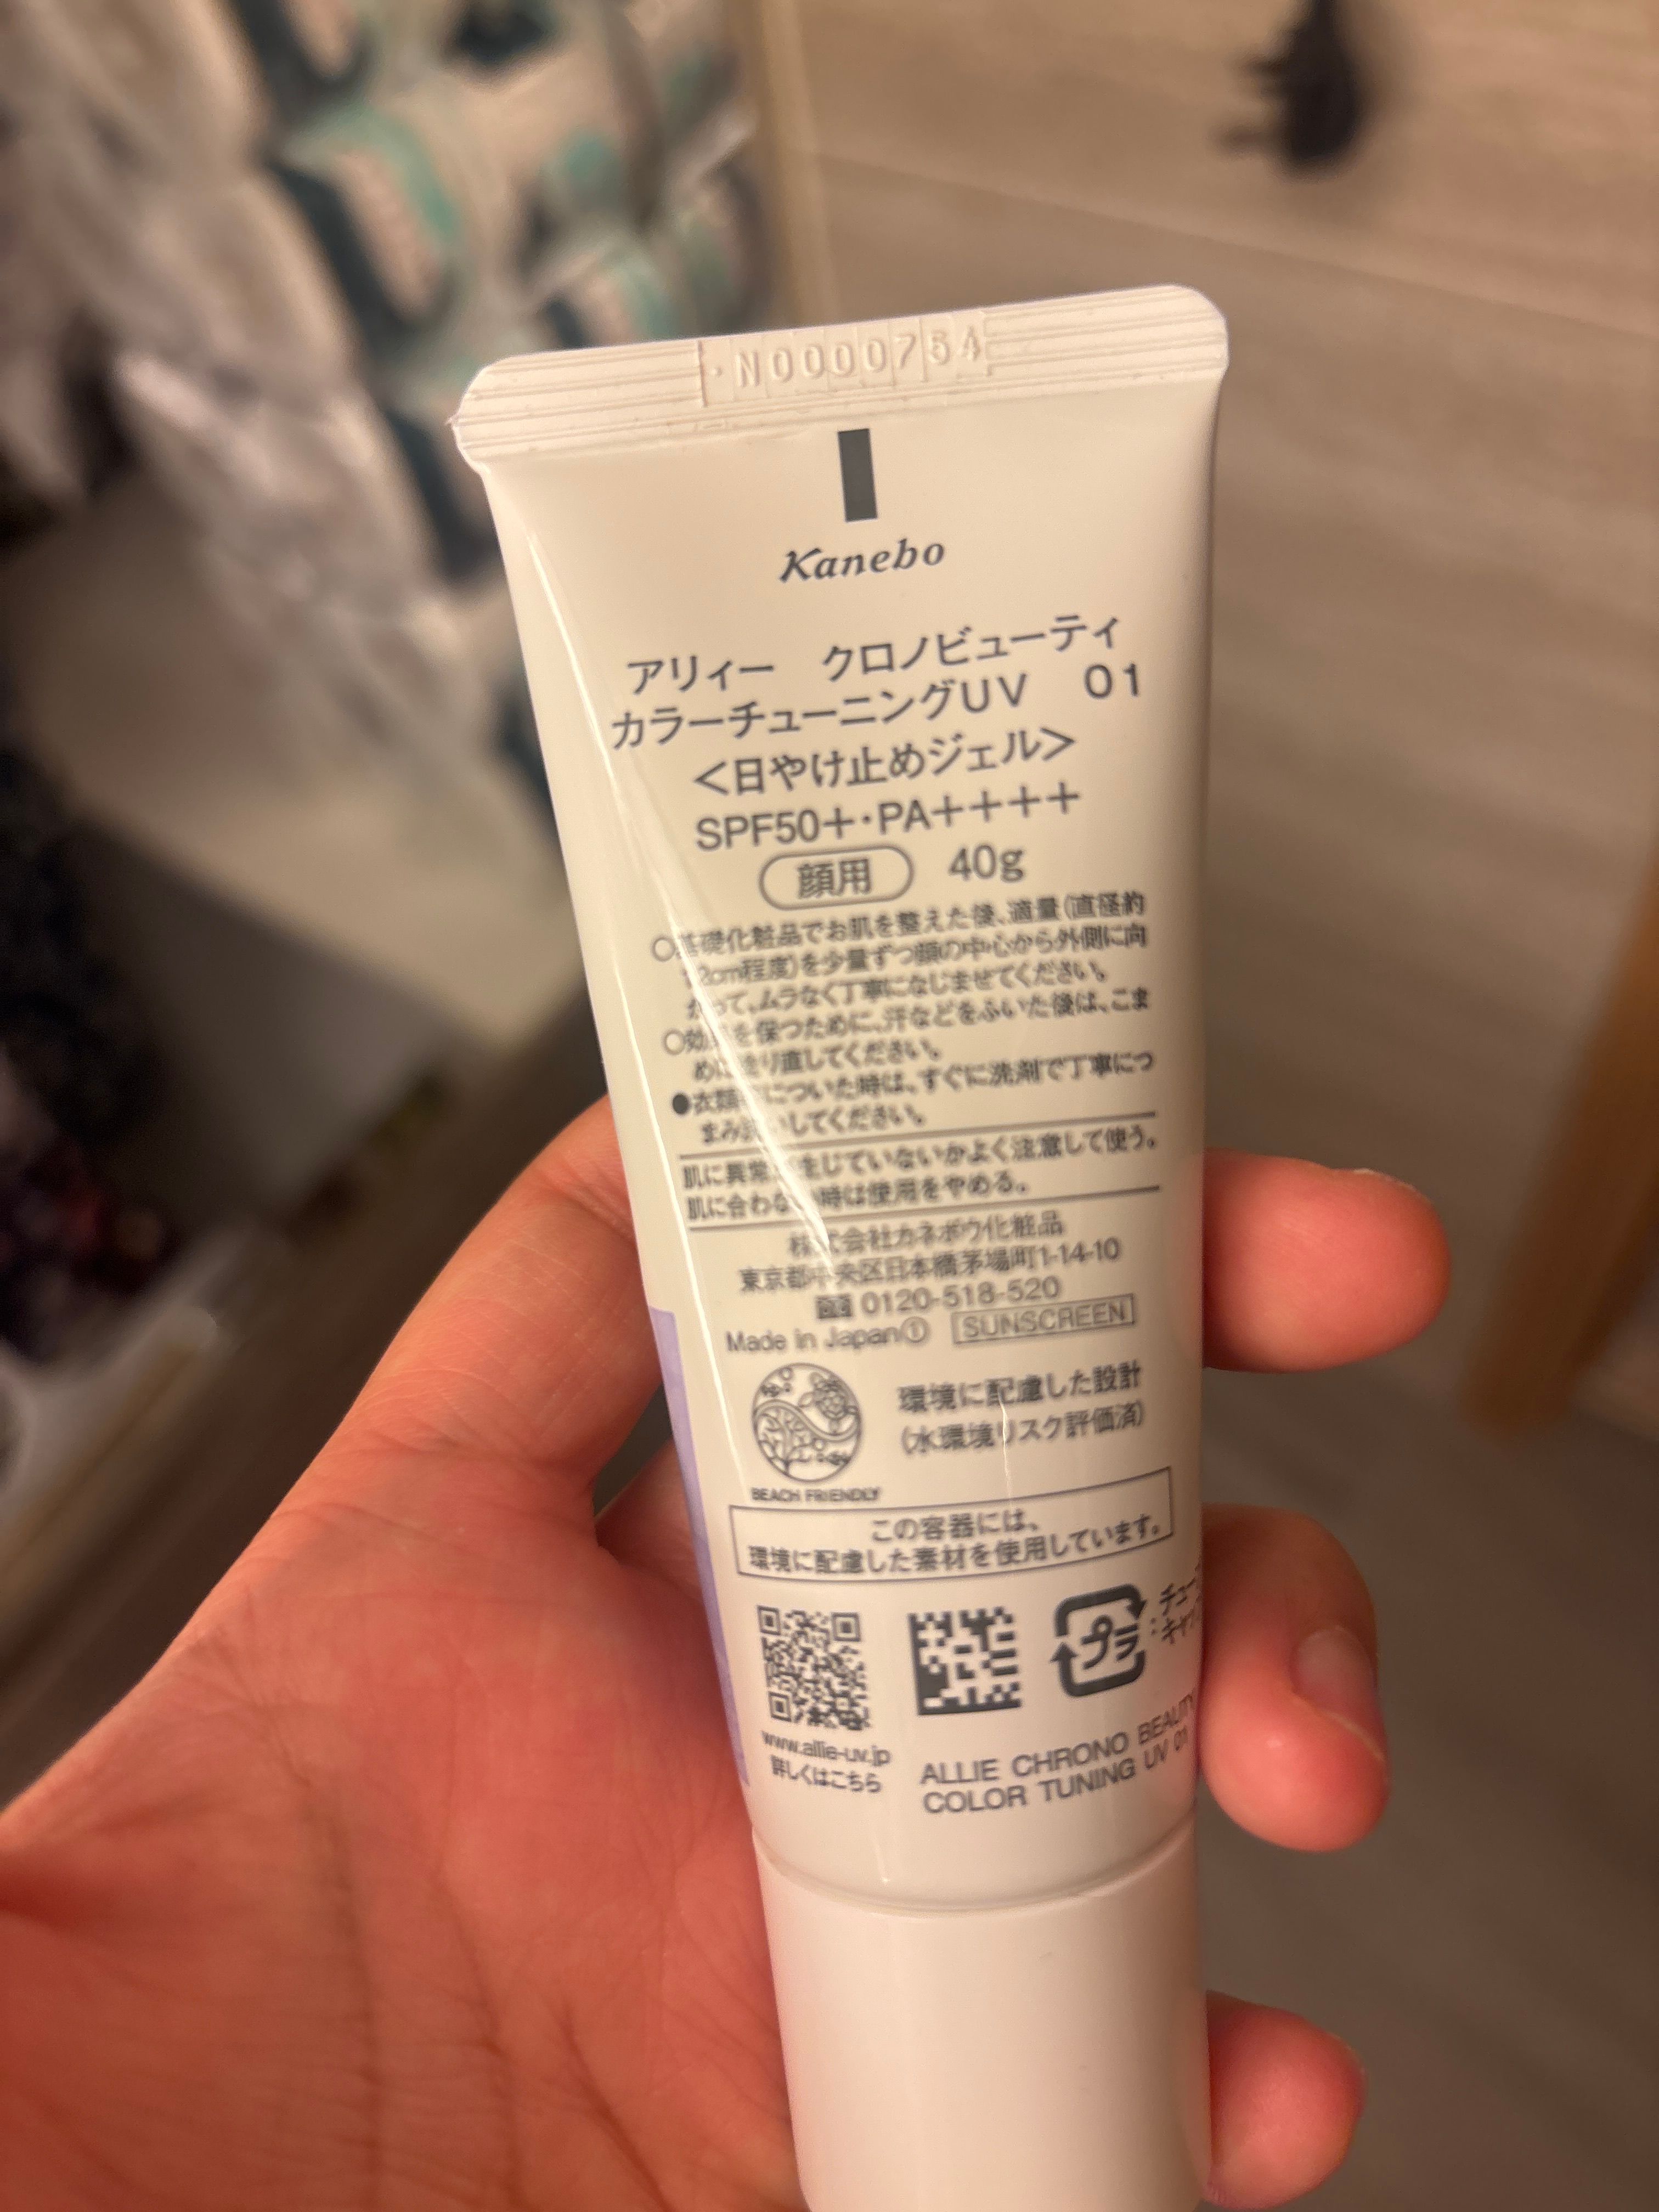 ·N0000754
Kanebo
アリィー　クロノビューティ
カラーチューニングUV　01
＜日やけ止めジェル＞
SPF50+・PA++++
顔用 40g
○基礎化粧品でお肌を整えた後、適量（直径約
2cm程度）を少量ずつ顔の中心から外側に向
かって、ムラなく丁寧になじませてください。
○効果を保つために、汗などをふいた後は、こま
めに塗り直してください。
●衣類等についた時は、すぐに洗剤で丁寧につ
まみ洗いしてください。
肌に異常が生じていないかよく注意して使う。
肌に合わない時は使用をやめる。
株式会社カネボウ化粧品
東京都中央区日本橋茅場町1-14-10
0120-518-520
Made in Japan① SUNSCREEN
環境に配慮した設計
（水環境リスク評価済）
BEACH FRIENDLY
この容器には、
環境に配慮した素材を使用しています。
プラ
www.allie-uv.jp
詳しくはこちら
ALLIE CHRONO BEAUTY
COLOR TUNING UV 01